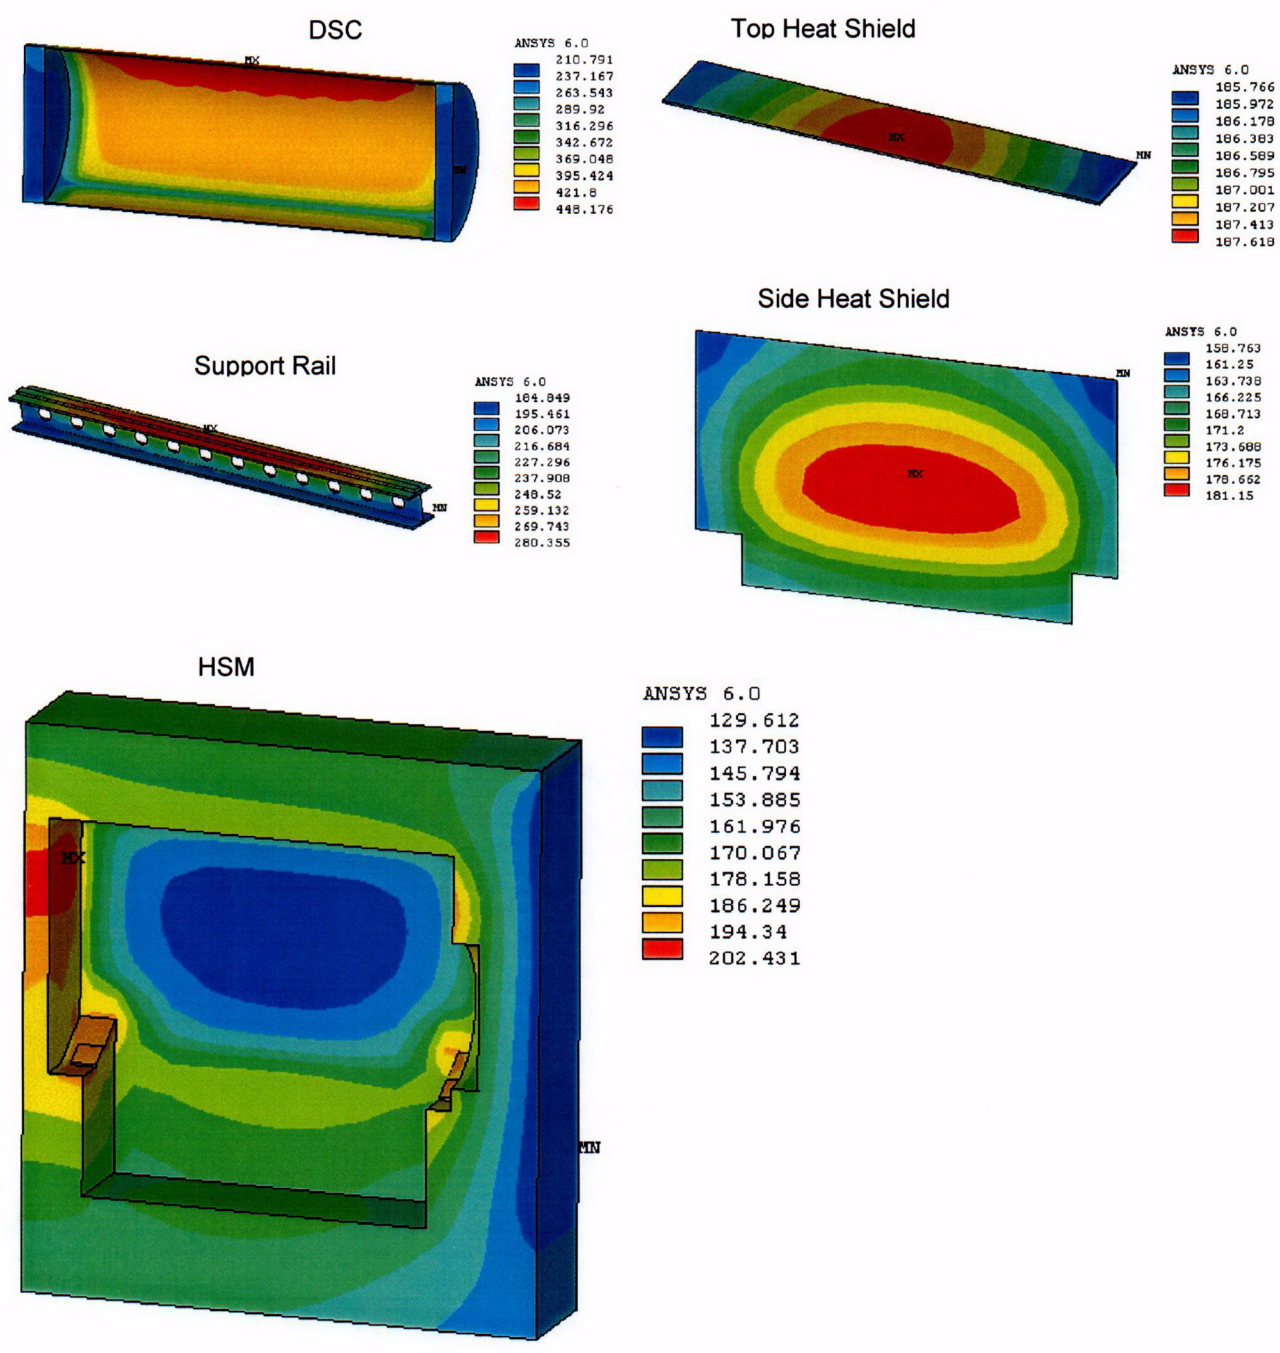 DSC
MX
MN
ANSYS 6.0
210.791
237.167
263.543
289.92
316.296
342.672
369.048
395.424
421.8
448.176
Top Heat Shield
MX
MN
ANSYS 6.0
185.766
185.972
186.178
186.383
186.589
186.795
187.001
187.207
187.413
187.618
Support Rail
MX
MN
ANSYS 6.0
184.849
195.461
206.073
216.684
227.296
237.908
248.52
259.132
269.743
280.355
Side Heat Shield
MX
MN
ANSYS 6.0
158.763
161.25
163.738
166.225
168.713
171.2
173.688
176.175
178.662
181.15
HSM
MX
MN
ANSYS 6.0
129.612
137.703
145.794
153.885
161.976
170.067
178.158
186.249
194.34
202.431